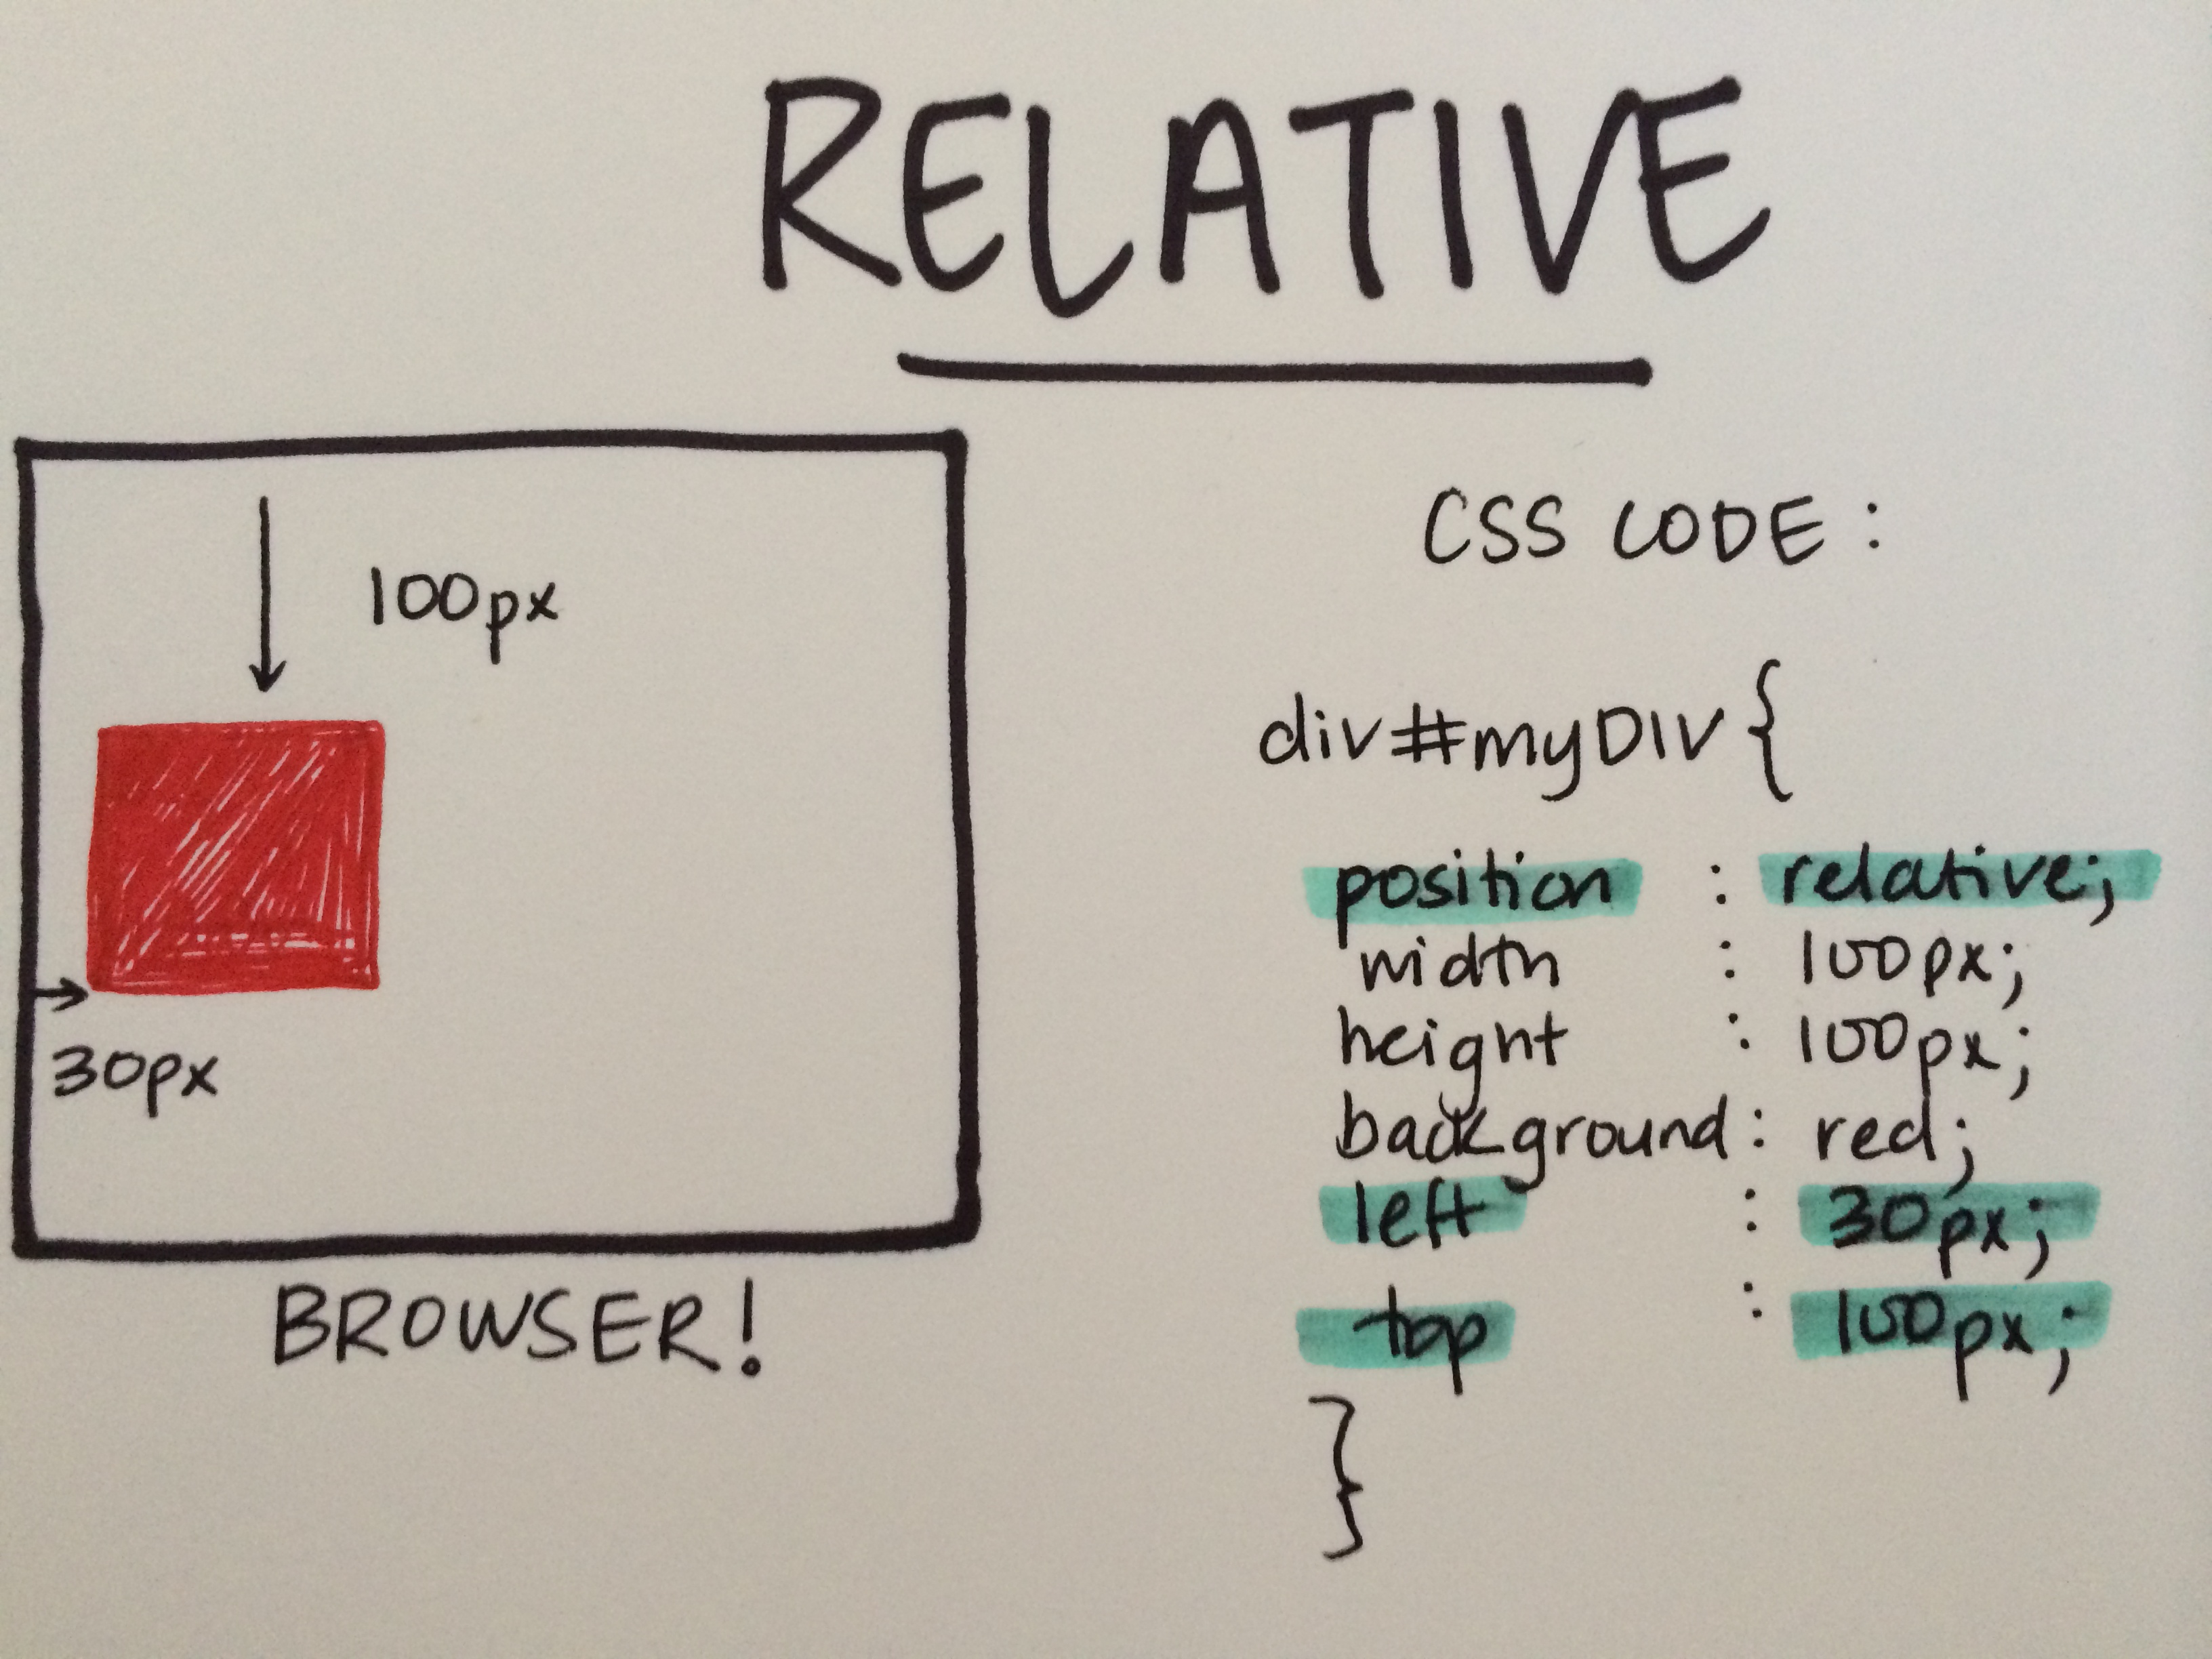 RELATIVE
100px
30px
BROWSER!
CSS CODE :
div#myDIV {
position : relative;
width : 100px;
height : 100px;
background : red;
left : 30px;
top : 100px;
}